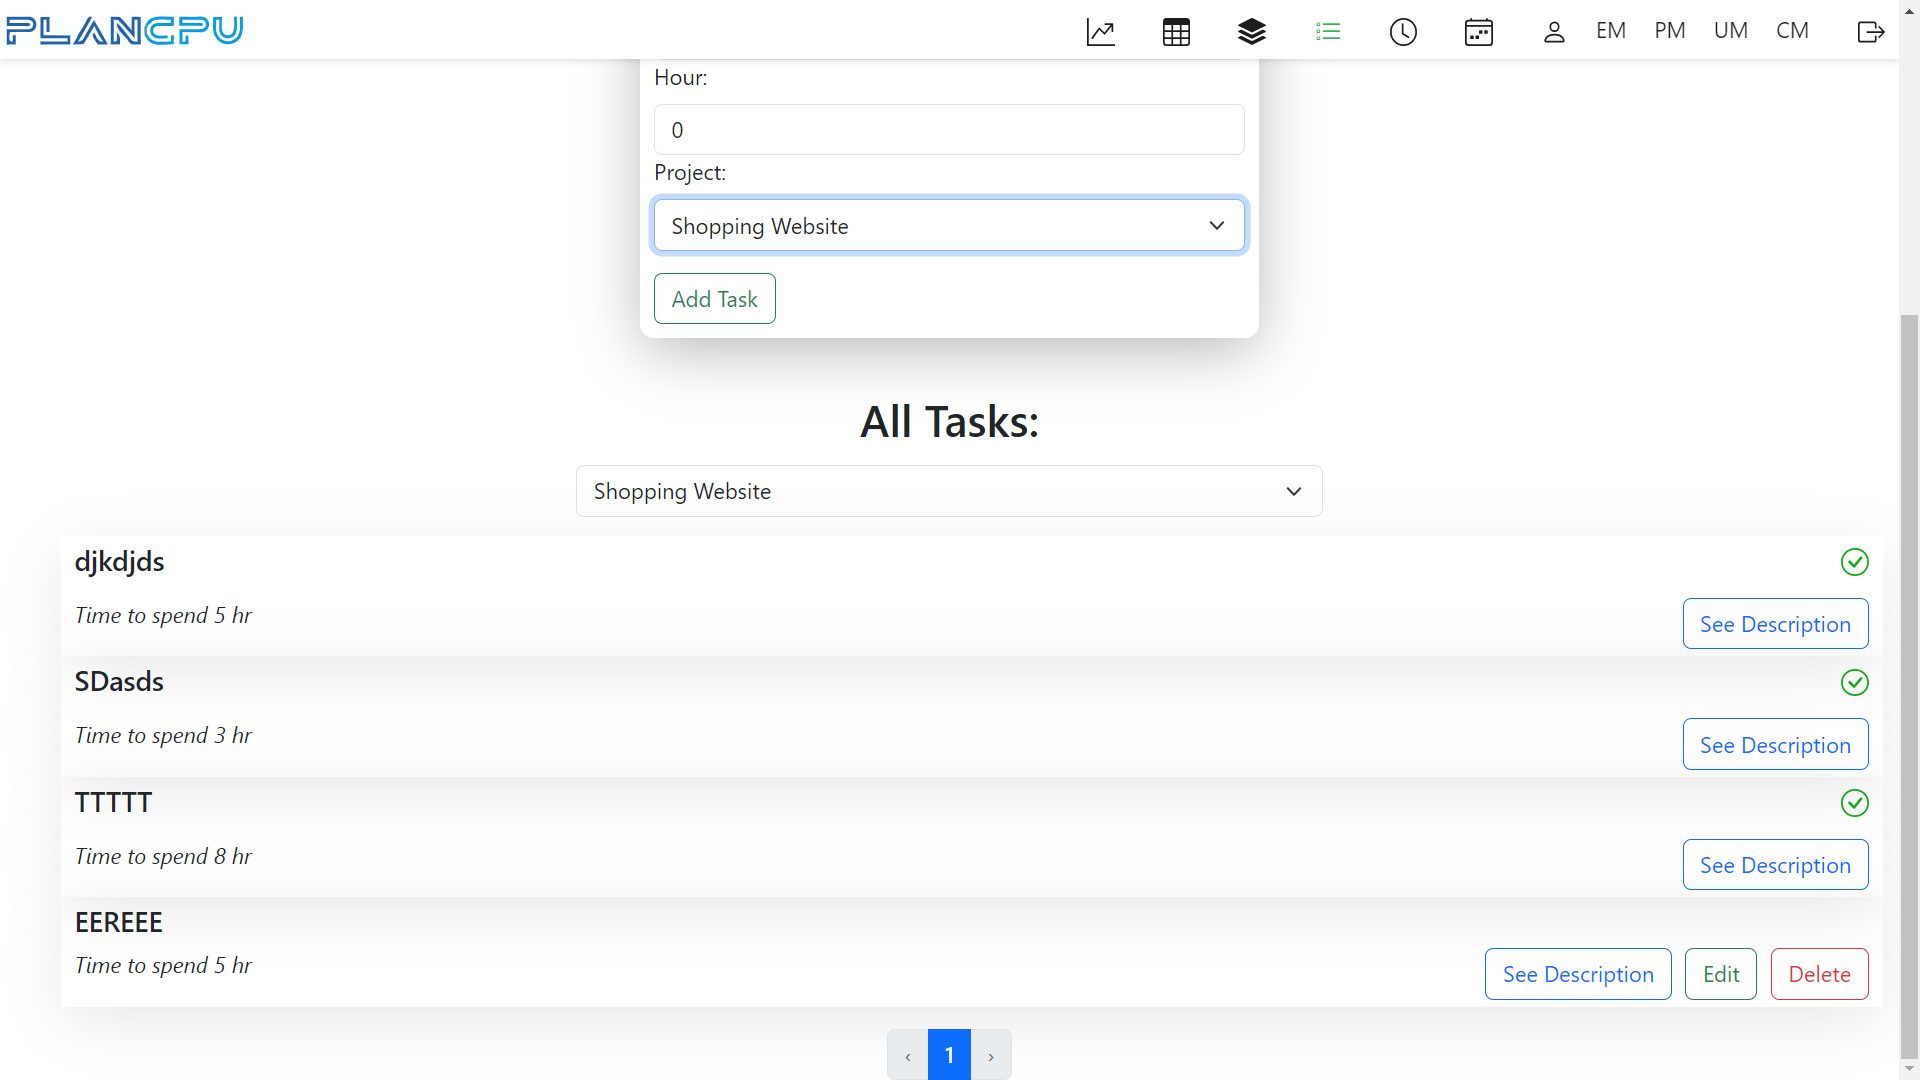 PLANCPU
EM PM UM CM
Hour:
0
Project:
Shopping Website
Add Task
All Tasks:
Shopping Website
djkdjds
Time to spend 5 hr
See Description
SDasds
Time to spend 3 hr
See Description
TTTTT
Time to spend 8 hr
See Description
EEREEE
Time to spend 5 hr
See Description Edit Delete
‹ 1 ›